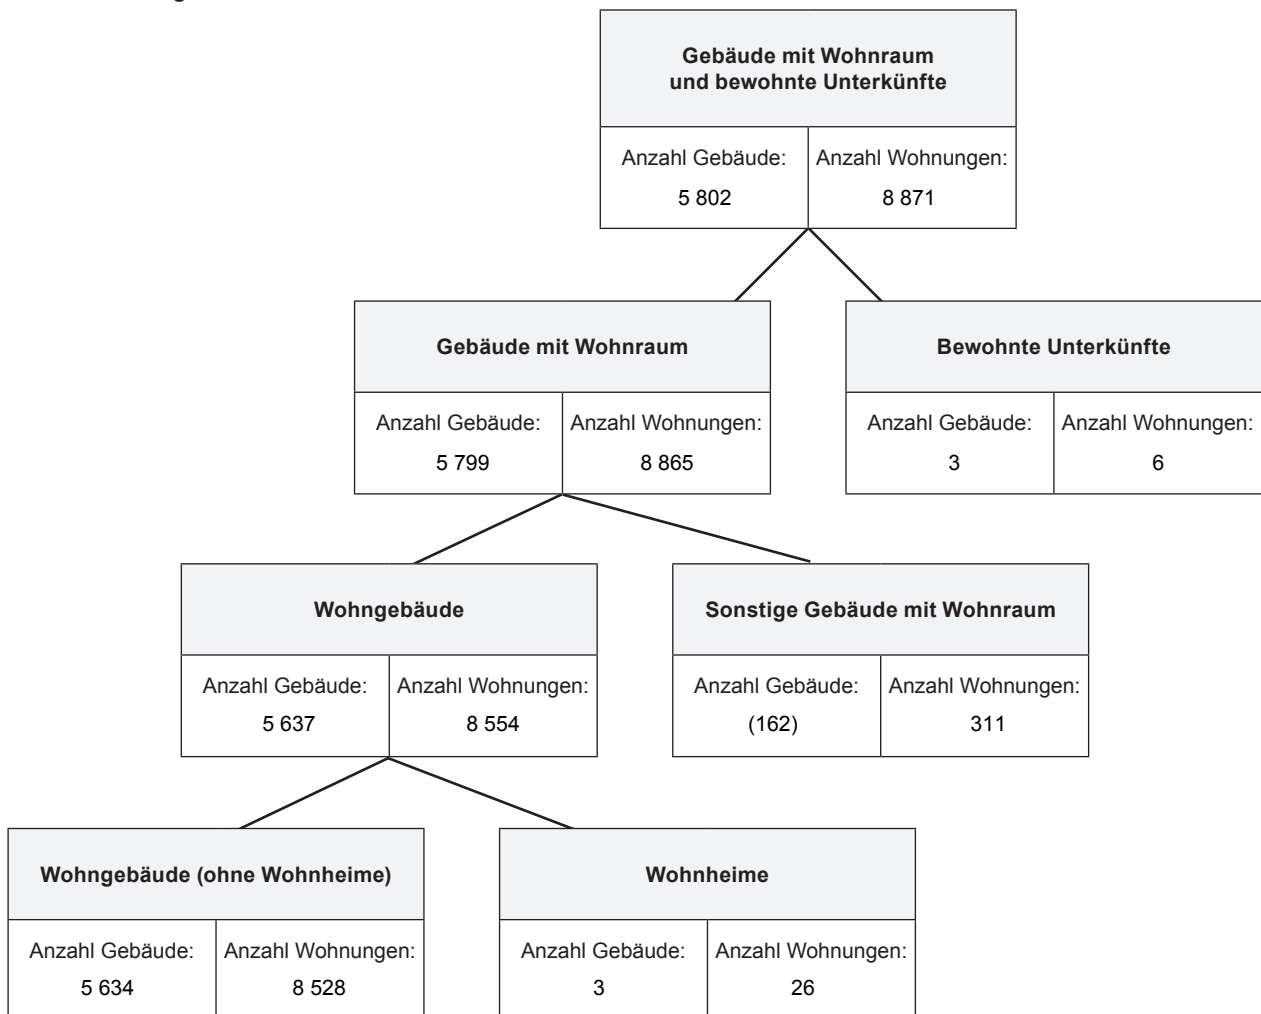 Gebäude mit Wohnraum
und bewohnte Unterkünfte
Anzahl Gebäude: Anzahl Wohnungen:
5 802 8 871
Gebäude mit Wohnraum
Anzahl Gebäude: Anzahl Wohnungen:
5 799 8 865
Bewohnte Unterkünfte
Anzahl Gebäude: Anzahl Wohnungen:
3 6
Wohngebäude
Anzahl Gebäude: Anzahl Wohnungen:
5 637 8 554
Sonstige Gebäude mit Wohnraum
Anzahl Gebäude: Anzahl Wohnungen:
(162) 311
Wohngebäude (ohne Wohnheime)
Anzahl Gebäude: Anzahl Wohnungen:
5 634 8 528
Wohnheime
Anzahl Gebäude: Anzahl Wohnungen:
3 26